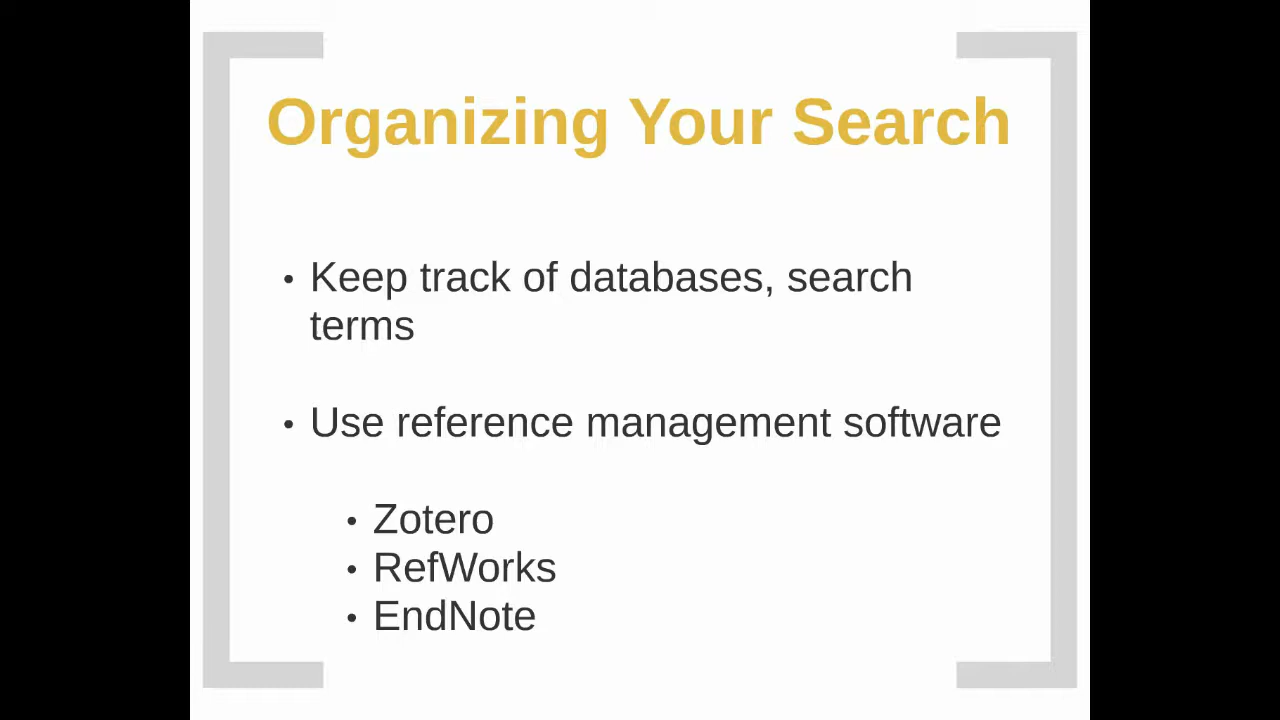 Organizing Your Search
• Keep track of databases, search
terms
• Use reference management software
• Zotero
• RefWorks
• EndNote